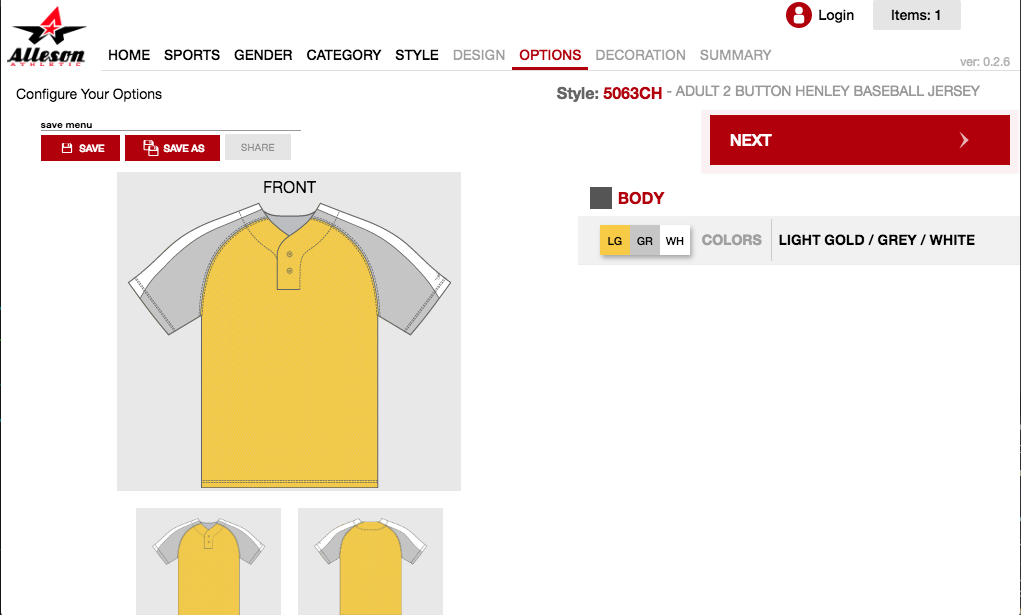 Login
Items: 1
Alleson
ATHLETIC
HOME SPORTS GENDER CATEGORY STYLE DESIGN OPTIONS DECORATION SUMMARY
ver: 0.2.6
Configure Your Options
Style: 5063CH - ADULT 2 BUTTON HENLEY BASEBALL JERSEY
save menu
SAVE SAVE AS SHARE
NEXT
FRONT
BODY
LG GR WH COLORS LIGHT GOLD / GREY / WHITE